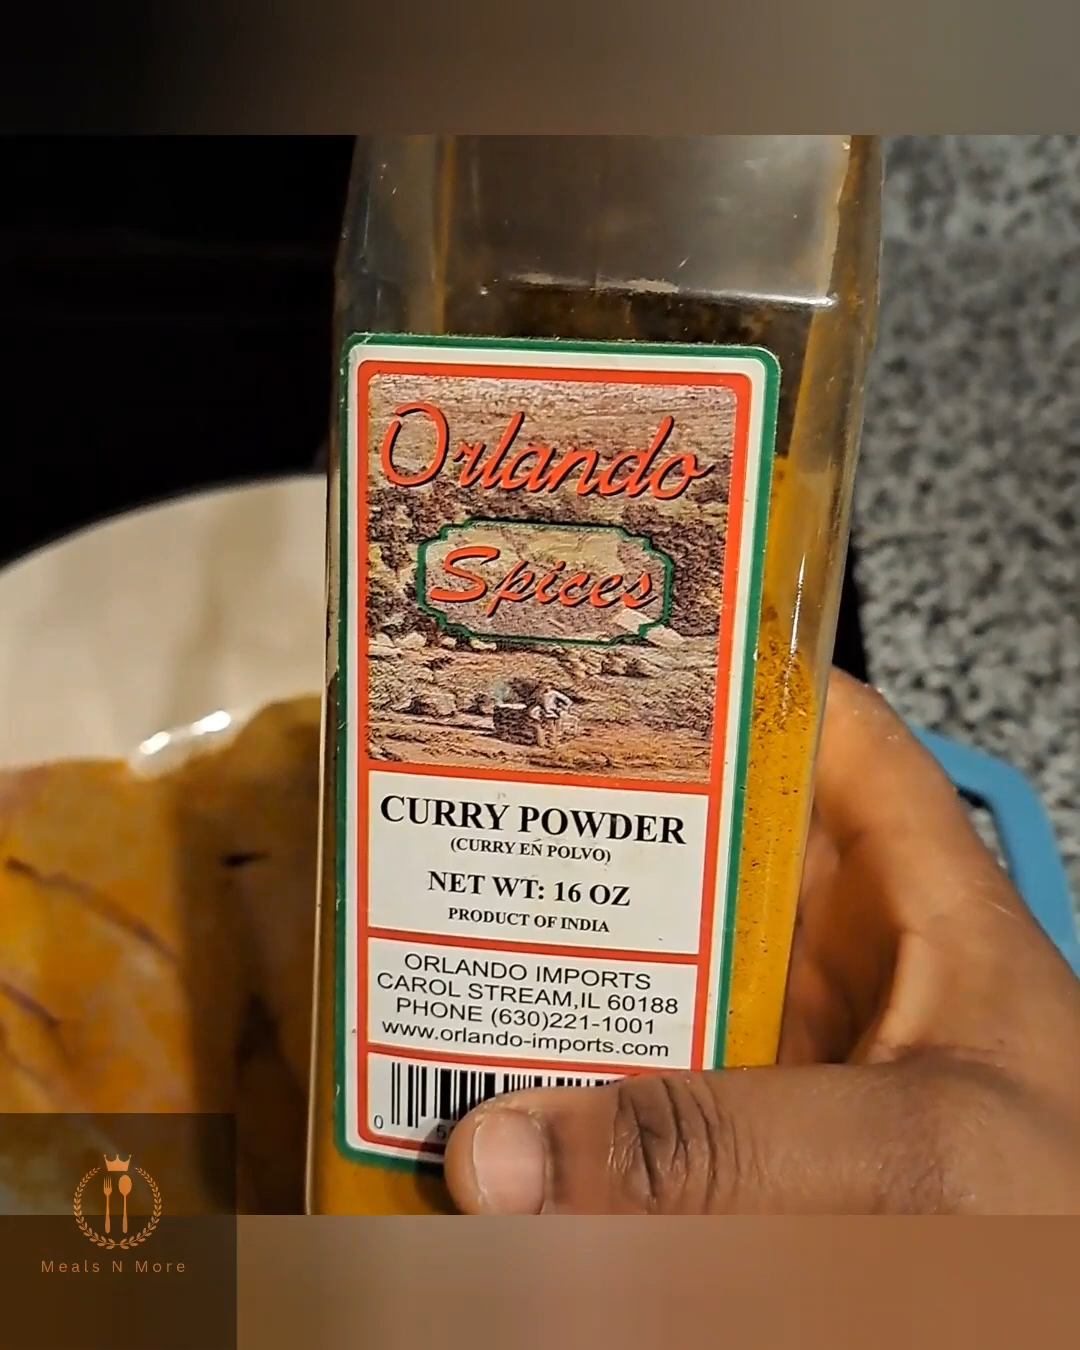 Orlando
Spices
CURRY POWDER
(CURRY EN POLVO)
NET WT: 16 OZ
PRODUCT OF INDIA
ORLANDO IMPORTS
CAROL STREAM,IL 60188
PHONE (630)221-1001
www.orlando-imports.com
0
Meals N More